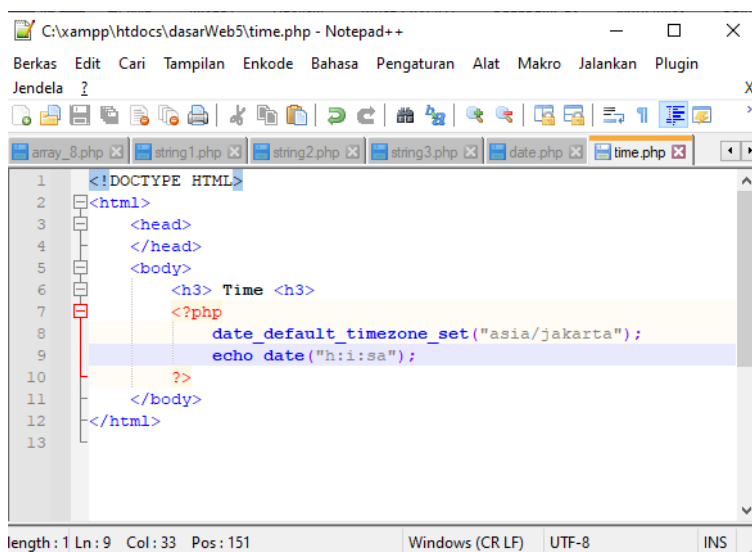 C:\xampp\htdocs\dasarWeb5\time.php - Notepad++
Berkas Edit Cari Tampilan Enkode Bahasa Pengaturan Alat Makro Jalankan Plugin
Jendela ? X
array_8.php string1.php string2.php string3.php date.php time.php
1 <!DOCTYPE HTML>
2 <html>
3 <head>
4 </head>
5 <body>
6 <h3> Time <h3>
7 <?php
8 date_default_timezone_set("asia/jakarta");
9 echo date("h:i:sa");
10 ?>
11 </body>
12 </html>
13
length : 1 Ln : 9 Col : 33 Pos : 151 Windows (CR LF) UTF-8 INS